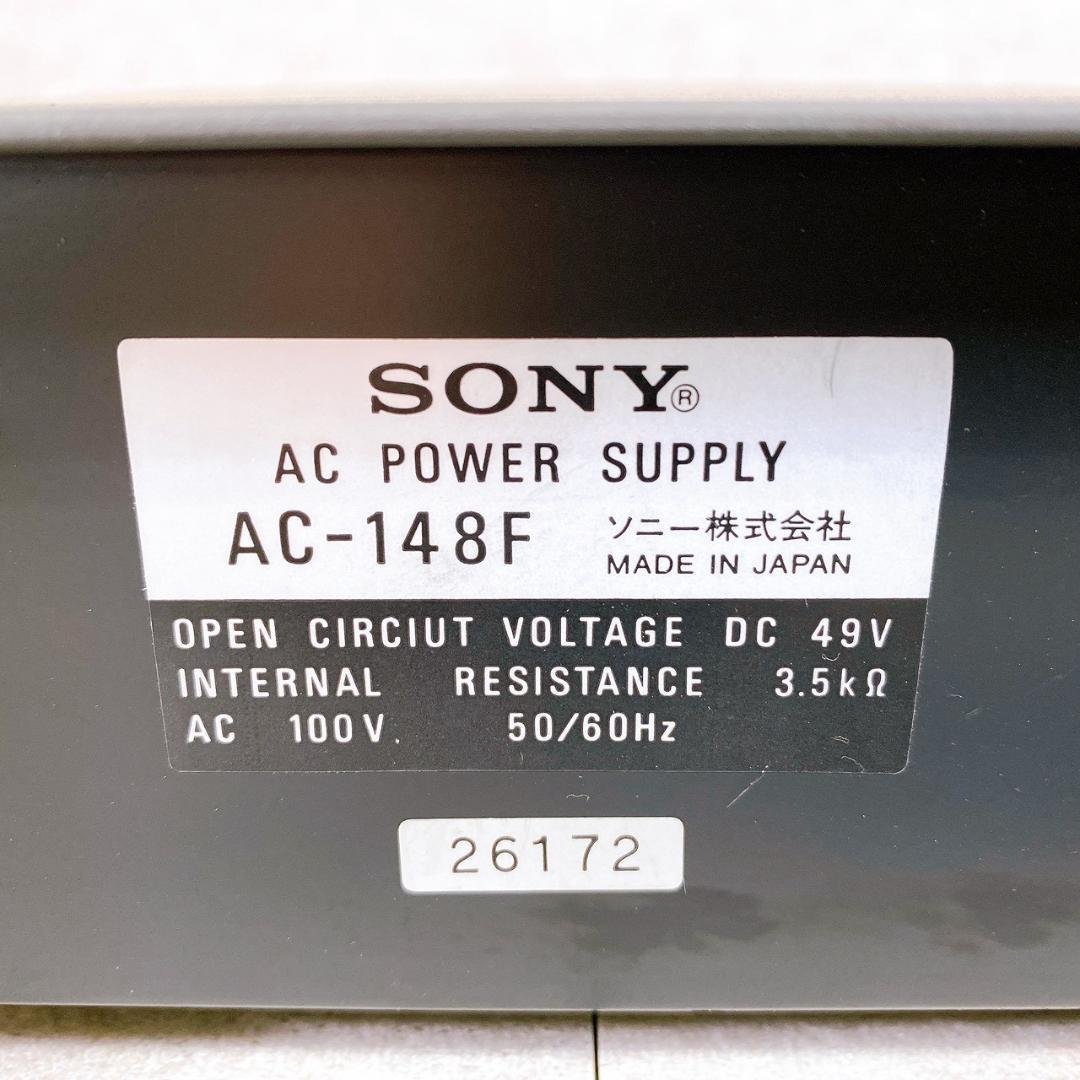 SONY®
AC POWER SUPPLY
AC-148F
ソニー株式会社
MADE IN JAPAN
OPEN CIRCIUT VOLTAGE DC 49V
INTERNAL RESISTANCE 3.5kΩ
AC 100V. 50/60Hz
26172